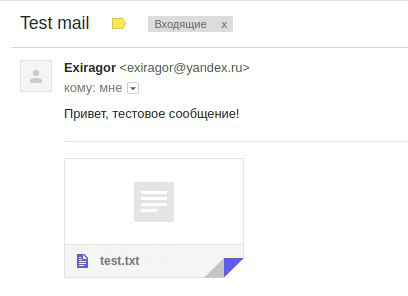 Test mail Входящие x
Exiragor <exiragor@yandex.ru>
кому: мне
Привет, тестовое сообщение!
test.txt